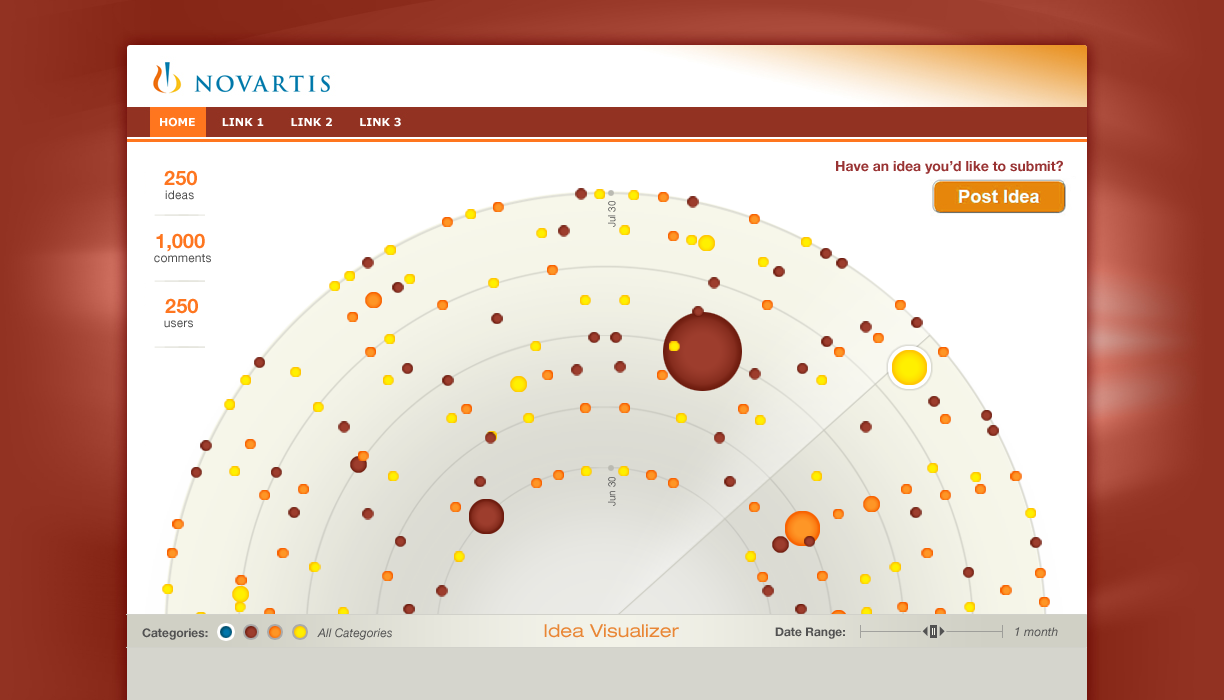 NOVARTIS
HOME LINK 1 LINK 2 LINK 3
Have an idea you'd like to submit?
Post Idea
250
ideas
1,000
comments
250
users
Jul 30
Jun 30
Categories: All Categories
Idea Visualizer
Date Range: 1 month